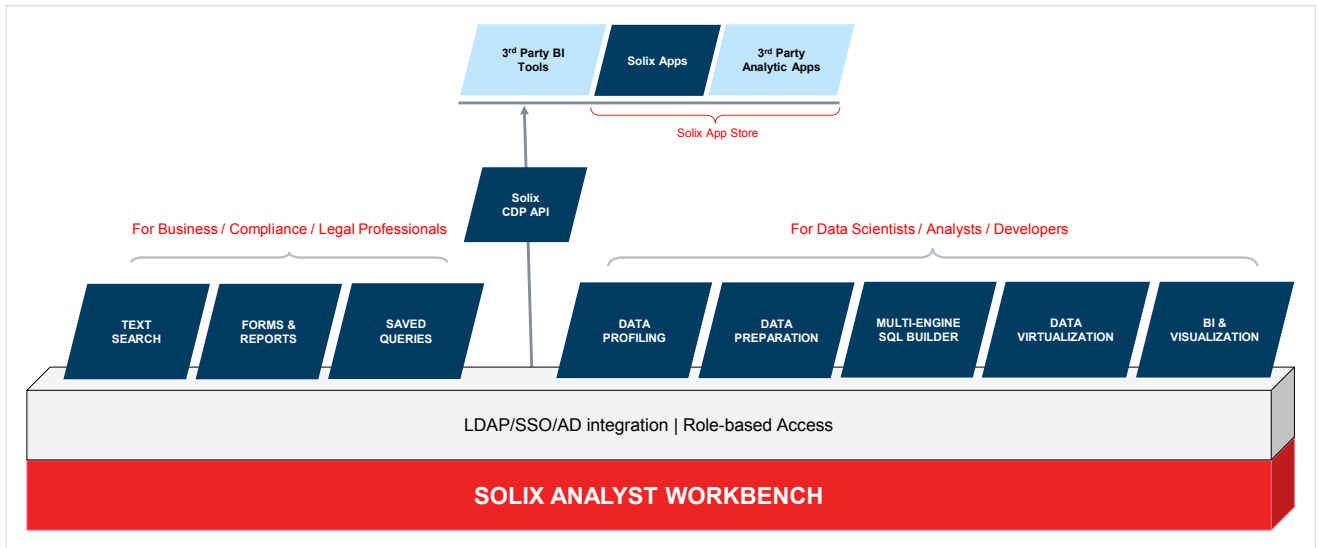 3rd Party BI
Tools
Solix Apps
3rd Party
Analytic Apps
Solix App Store
Solix
CDP API
For Business / Compliance / Legal Professionals
For Data Scientists / Analysts / Developers
TEXT
SEARCH
FORMS &
REPORTS
SAVED
QUERIES
DATA
PROFILING
DATA
PREPARATION
MULTI-ENGINE
SQL BUILDER
DATA
VIRTUALIZATION
BI &
VISUALIZATION
LDAP/SSO/AD integration | Role-based Access
SOLIX ANALYST WORKBENCH